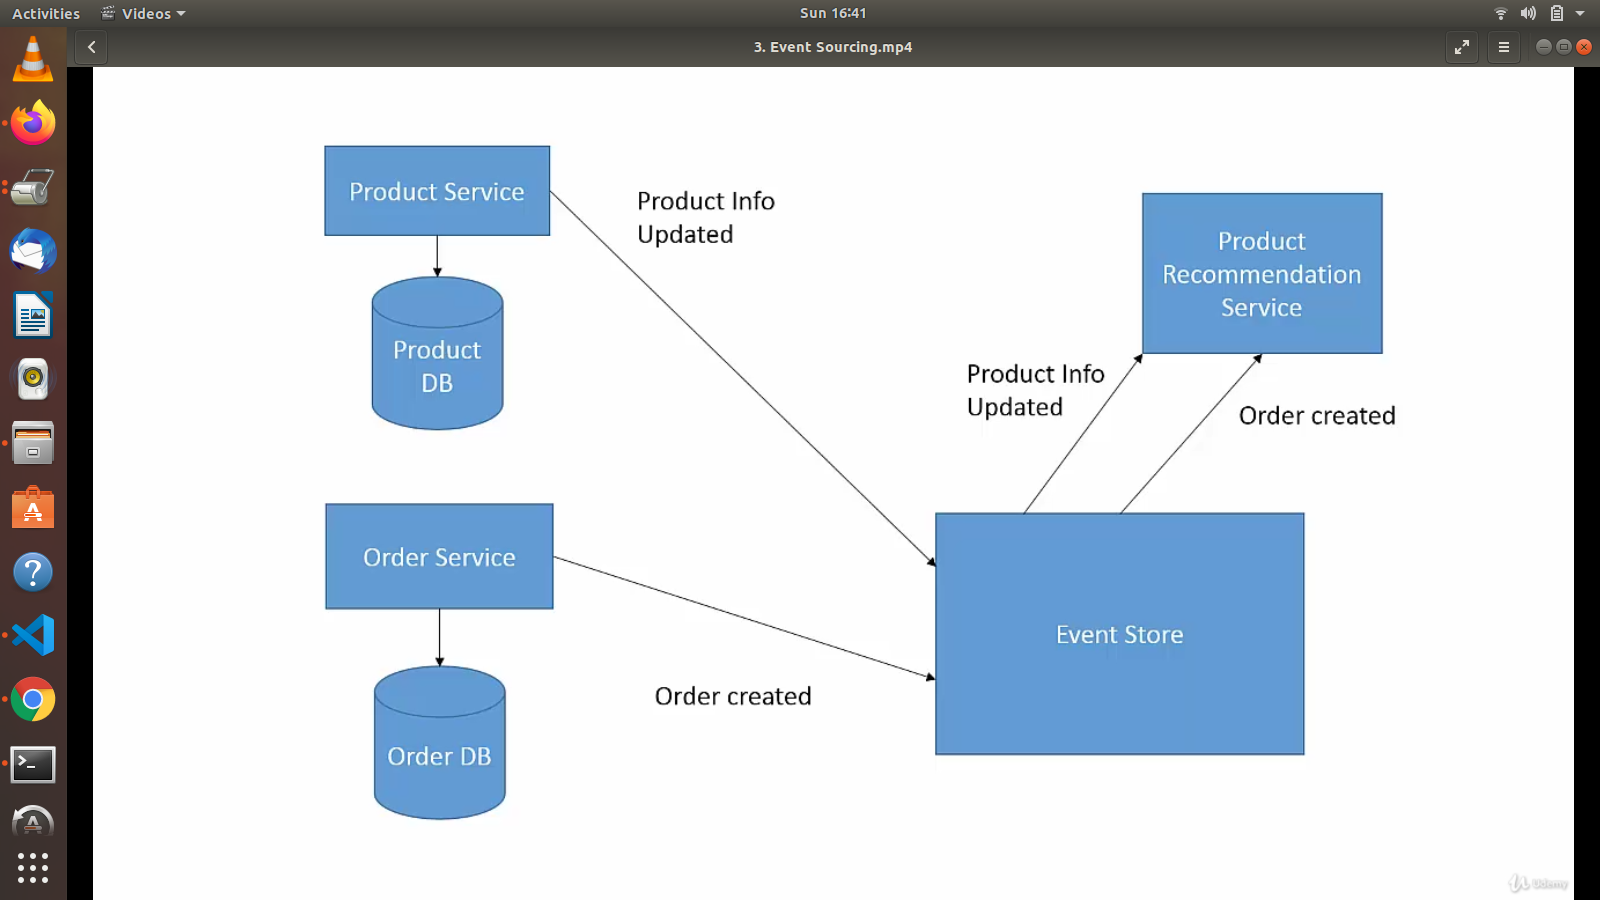 Activities
Videos
Sun 16:41
3. Event Sourcing.mp4
Product Service
Product Info
Updated
Product
Recommendation
Service
Product
DB
Product Info
Updated
Order created
Order Service
Event Store
Order created
Order DB
Udemy